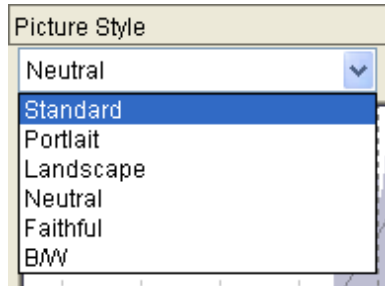 Picture Style
Neutral
Standard
Portlait
Landscape
Neutral
Faithful
B/W